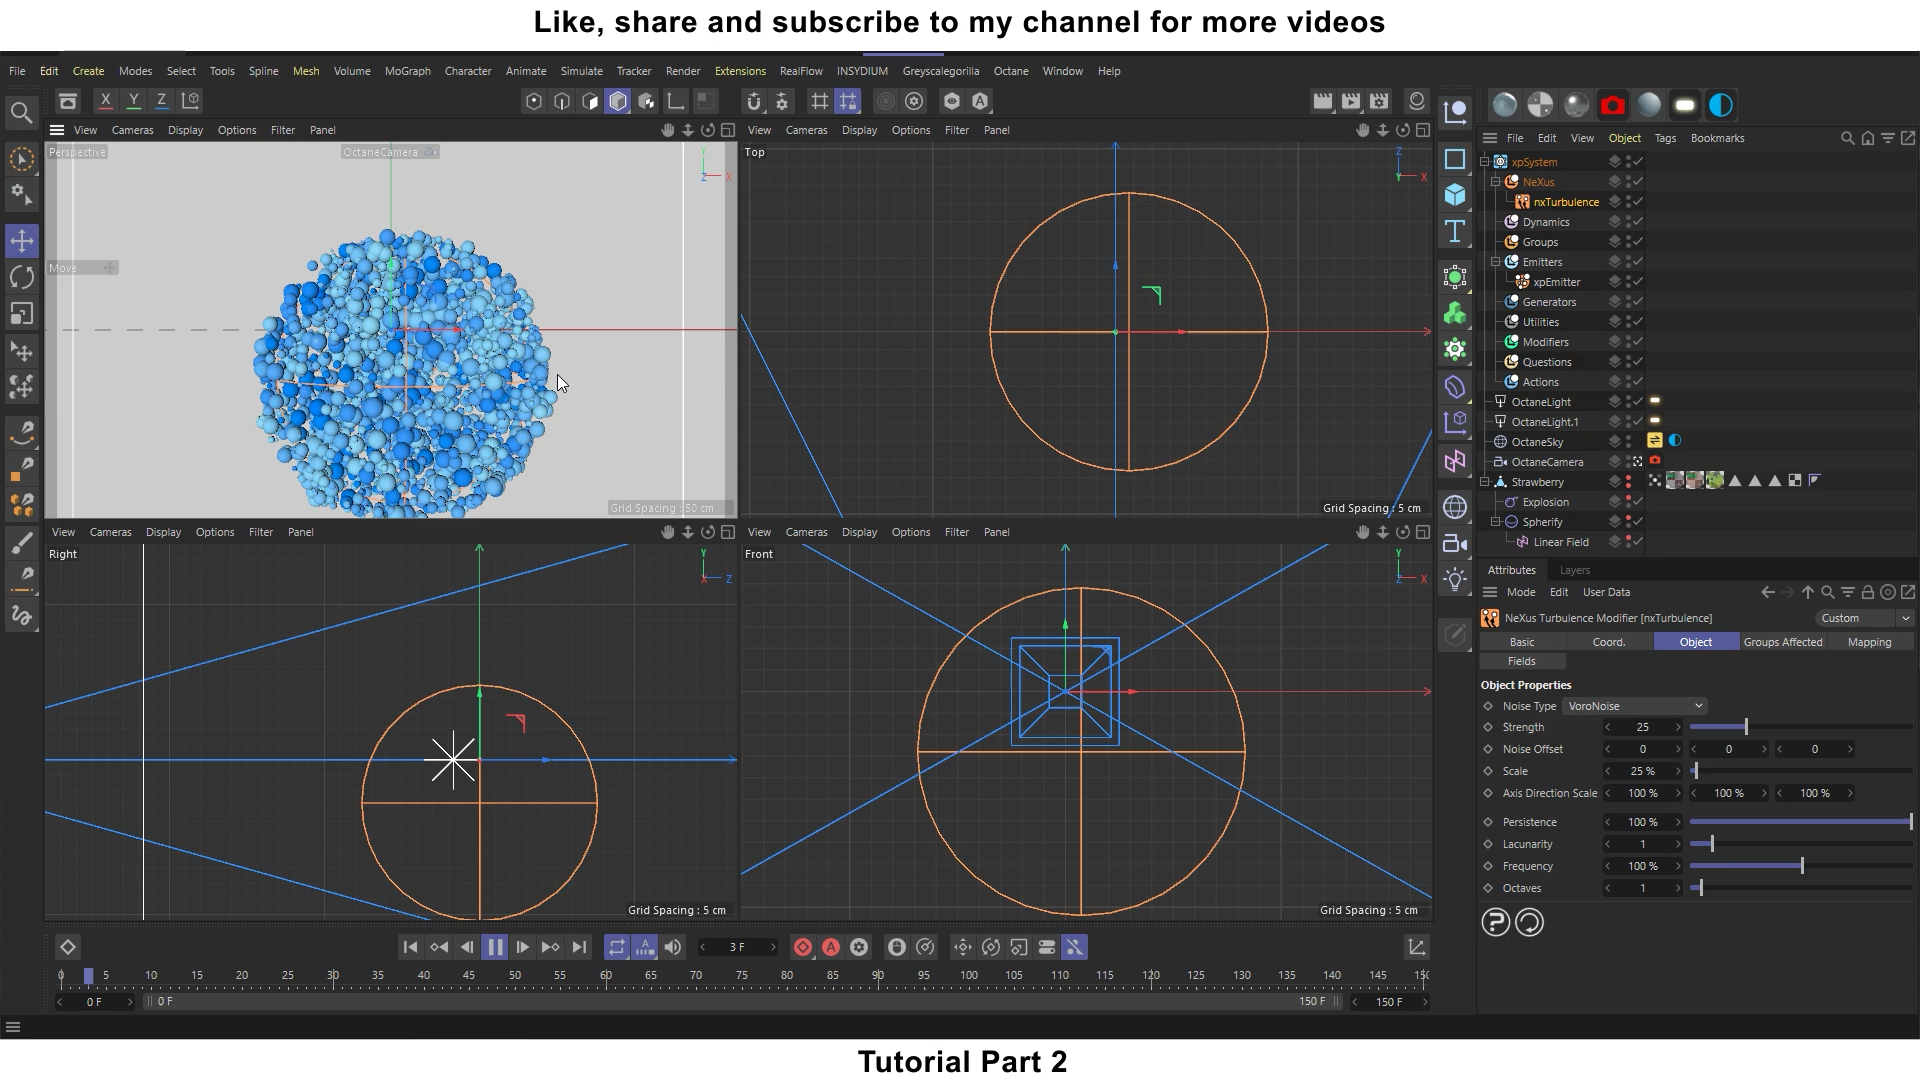 Like, share and subscribe to my channel for more videos
File Edit Create Modes Select Tools Spline Mesh Volume MoGraph Character Animate Simulate Tracker Render Extensions RealFlow INSYDIUM Greyscalegorilla Octane Window Help
X Y Z
View Cameras Display Options Filter Panel
View Cameras Display Options Filter Panel
File Edit View Object Tags Bookmarks
Perspective
OctaneCamera
Y
Z X
Move
Grid Spacing : 50 cm
Top
Z
Y X
Grid Spacing : 5 cm
View Cameras Display Options Filter Panel
View Cameras Display Options Filter Panel
Right
Y
X Z
Grid Spacing : 5 cm
Front
Y
Z X
Grid Spacing : 5 cm
xpSystem
NeXus
nxTurbulence
Dynamics
Groups
Emitters
xpEmitter
Generators
Utilities
Modifiers
Questions
Actions
OctaneLight
OctaneLight.1
OctaneSky
OctaneCamera
Strawberry
Explosion
Spherify
Linear Field
Attributes Layers
Mode Edit User Data
NeXus Turbulence Modifier [nxTurbulence] Custom
Basic Coord. Object Groups Affected Mapping
Fields
Object Properties
Noise Type VoroNoise
Strength 25
Noise Offset 0 0 0
Scale 25 %
Axis Direction Scale 100 % 100 % 100 %
Persistence 100 %
Lacunarity 1
Frequency 100 %
Octaves 1
3 F
0 5 10 15 20 25 30 35 40 45 50 55 60 65 70 75 80 85 90 95 100 105 110 115 120 125 130 135 140 145
0 F 0 F 150 F 150 F
Tutorial Part 2